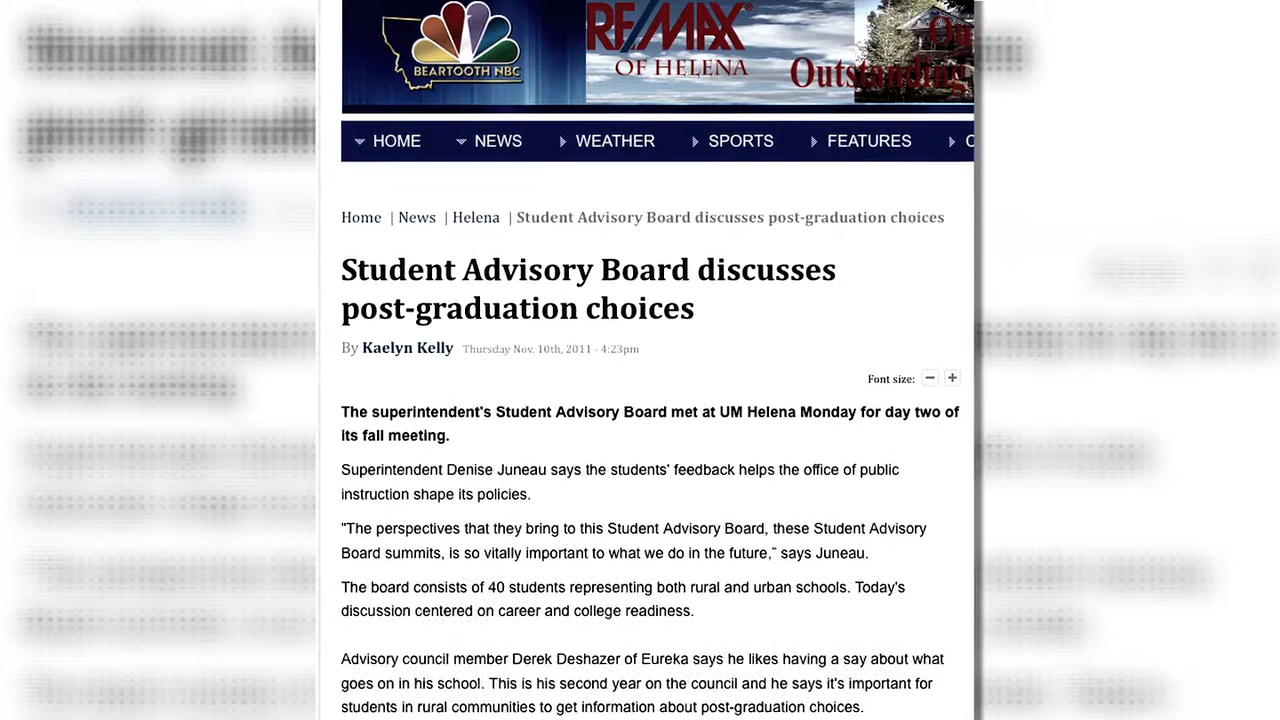 BEARTOOTH NBC
RE/MAX
OF HELENA
Outstanding
HOME NEWS WEATHER SPORTS FEATURES
Home | News | Helena | Student Advisory Board discusses post-graduation choices
Student Advisory Board discusses
post-graduation choices
By Kaelyn Kelly Thursday Nov. 10th, 2011 - 4:23pm
Font size:
The superintendent's Student Advisory Board met at UM Helena Monday for day two of
its fall meeting.
Superintendent Denise Juneau says the students' feedback helps the office of public
instruction shape its policies.
"The perspectives that they bring to this Student Advisory Board, these Student Advisory
Board summits, is so vitally important to what we do in the future,” says Juneau.
The board consists of 40 students representing both rural and urban schools. Today's
discussion centered on career and college readiness.
Advisory council member Derek Deshazer of Eureka says he likes having a say about what
goes on in his school. This is his second year on the council and he says it's important for
students in rural communities to get information about post-graduation choices.